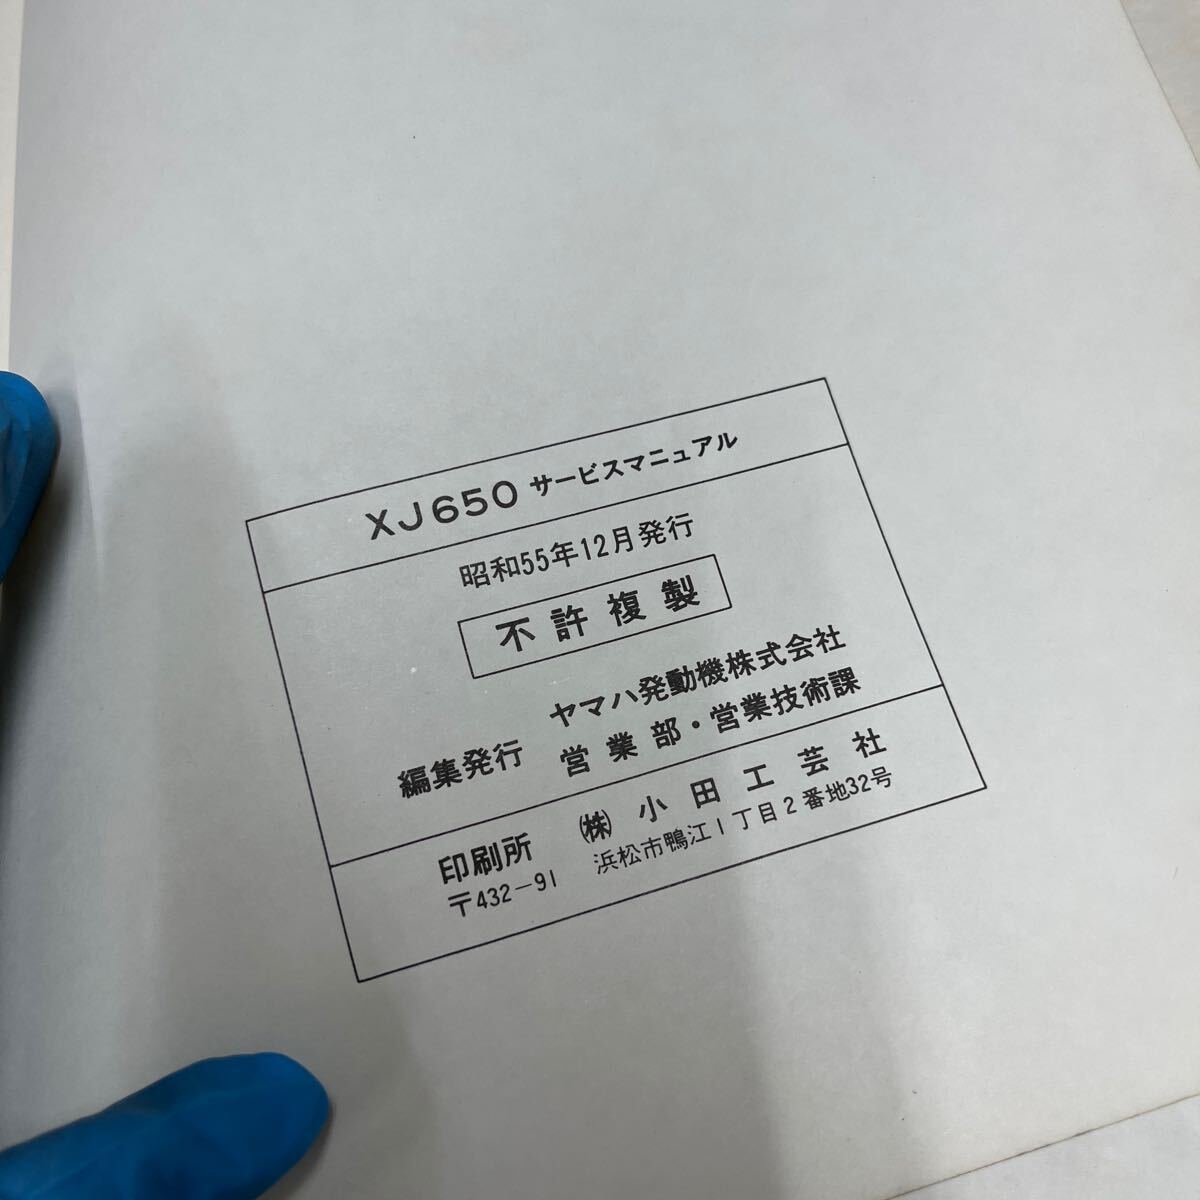 XJ650 サービスマニュアル
昭和55年12月発行
不許複製
編集発行 ヤマハ発動機株式会社
営業部・営業技術課
印刷所 ㈱ 小田工芸社
〒432-91 浜松市鴨江1丁目2番地32号